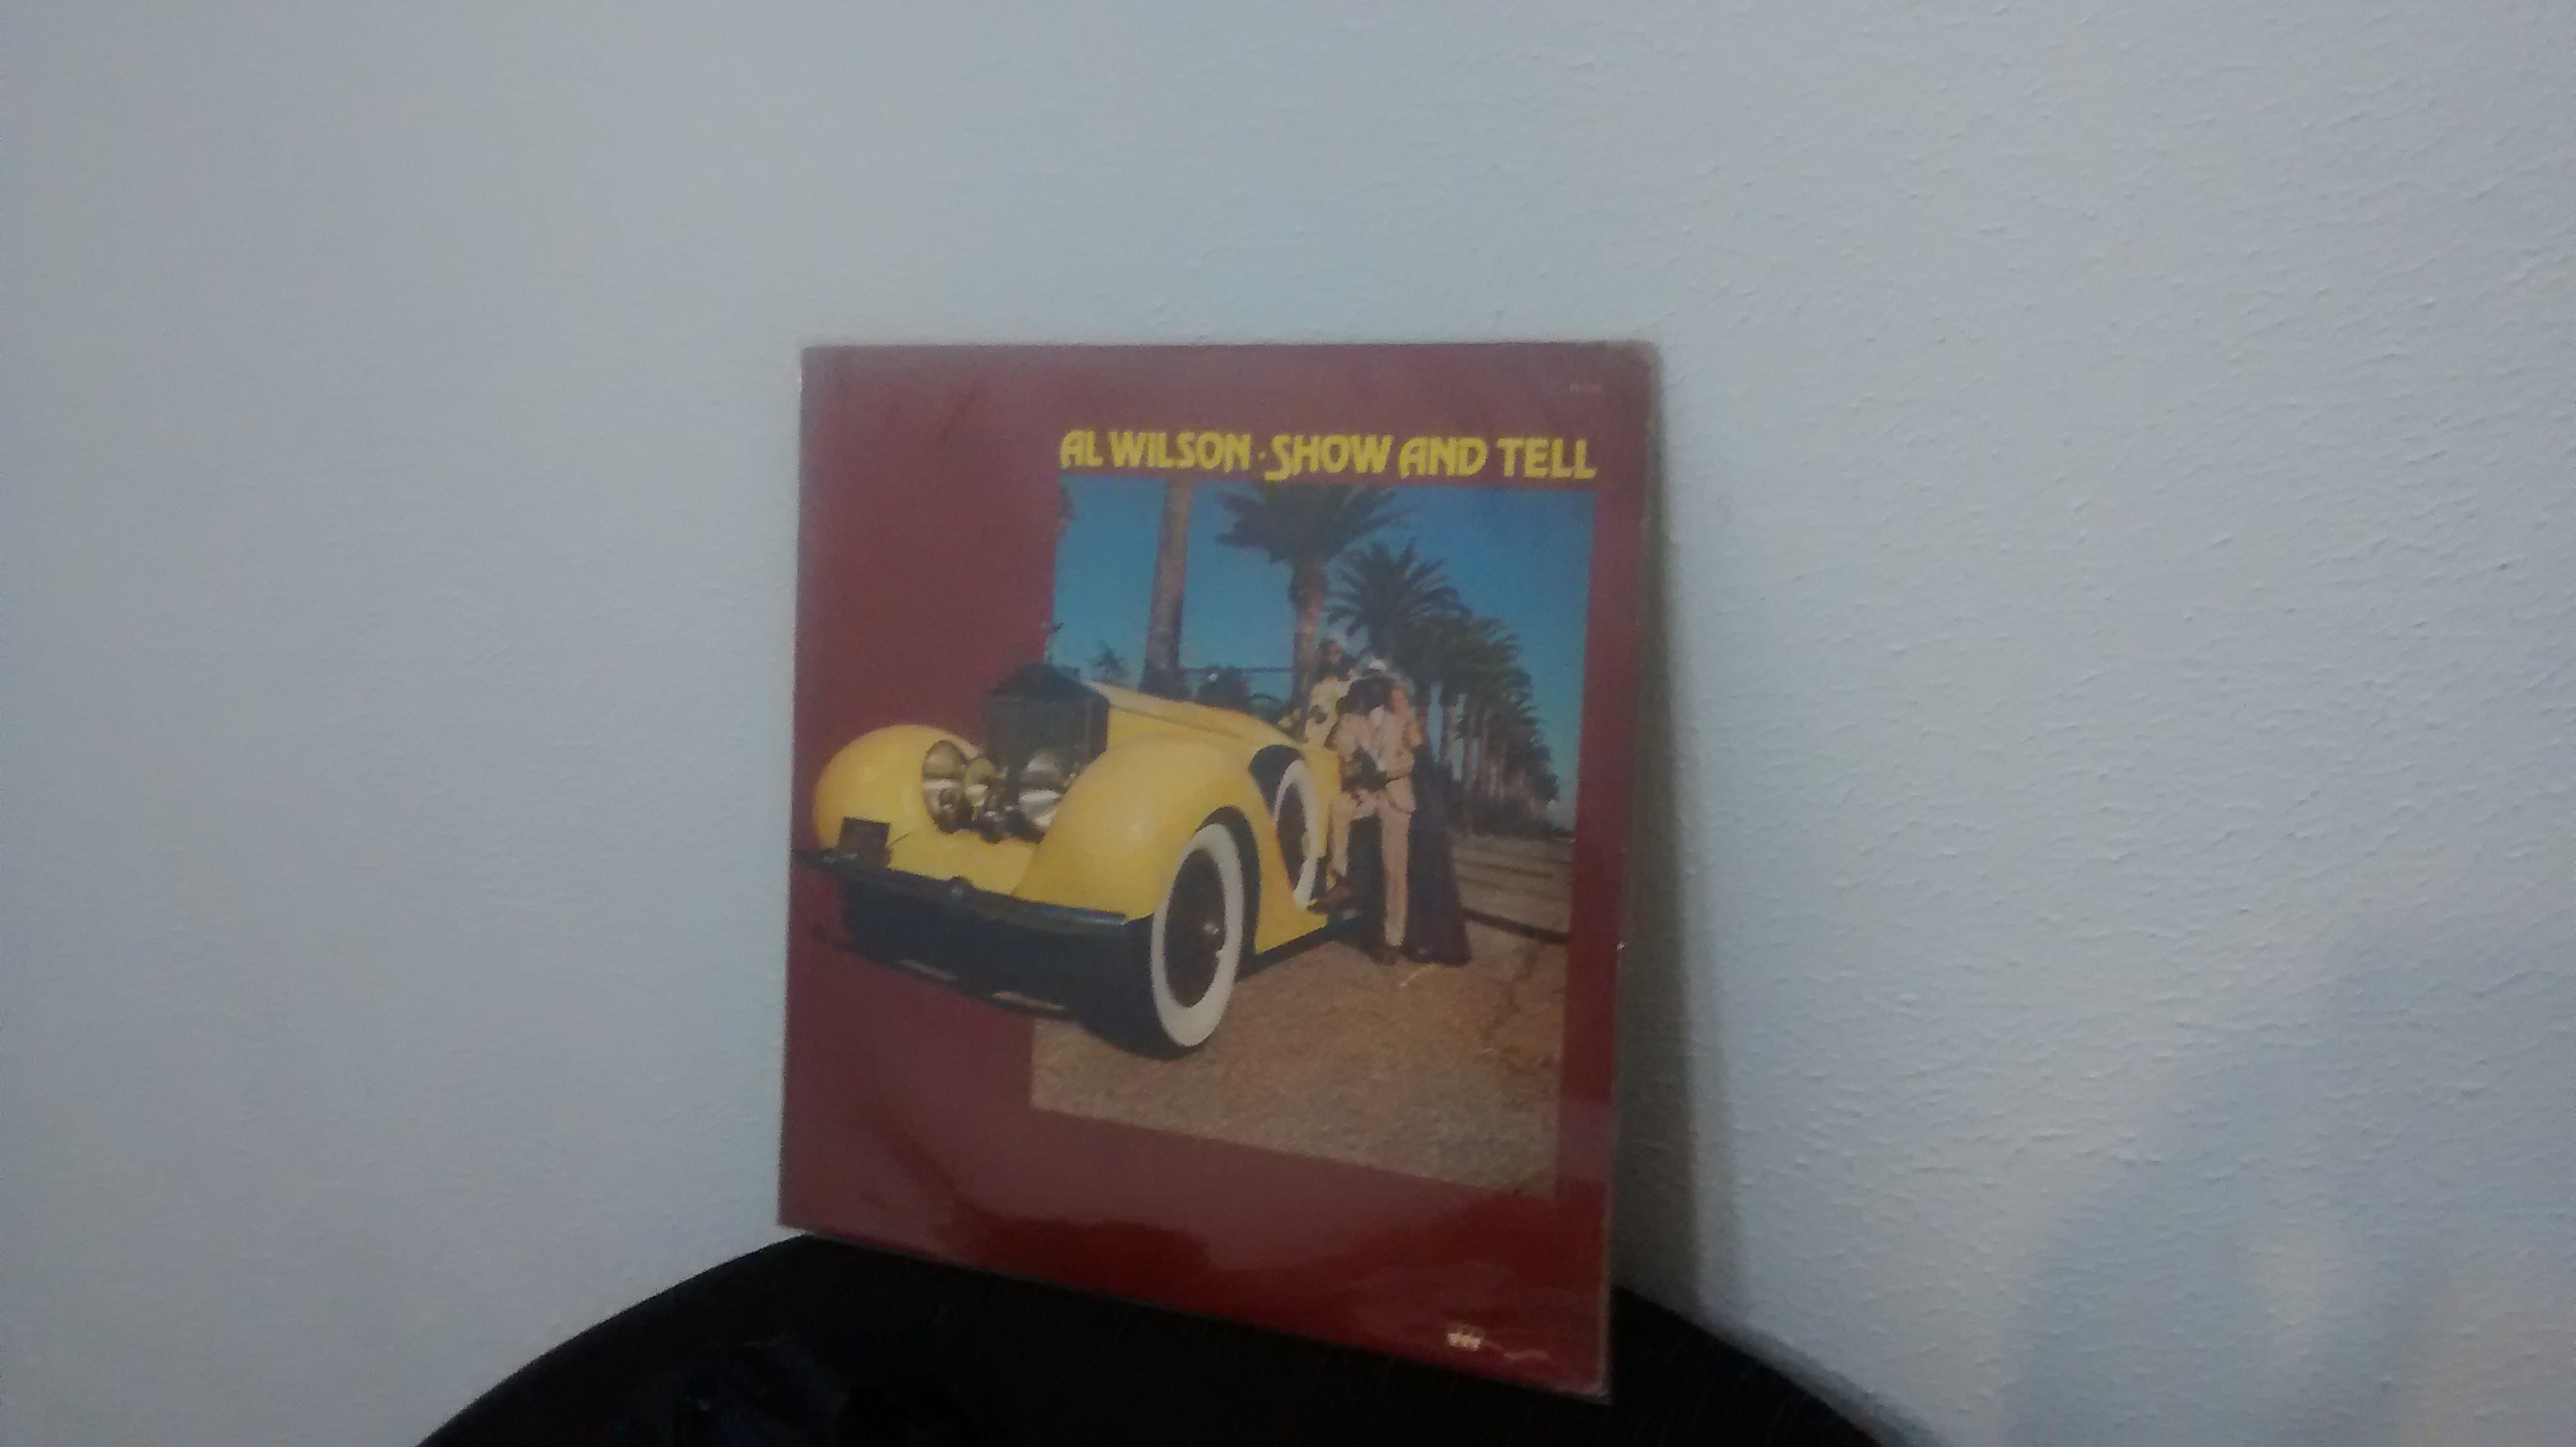 AL WILSON · SHOW AND TELL